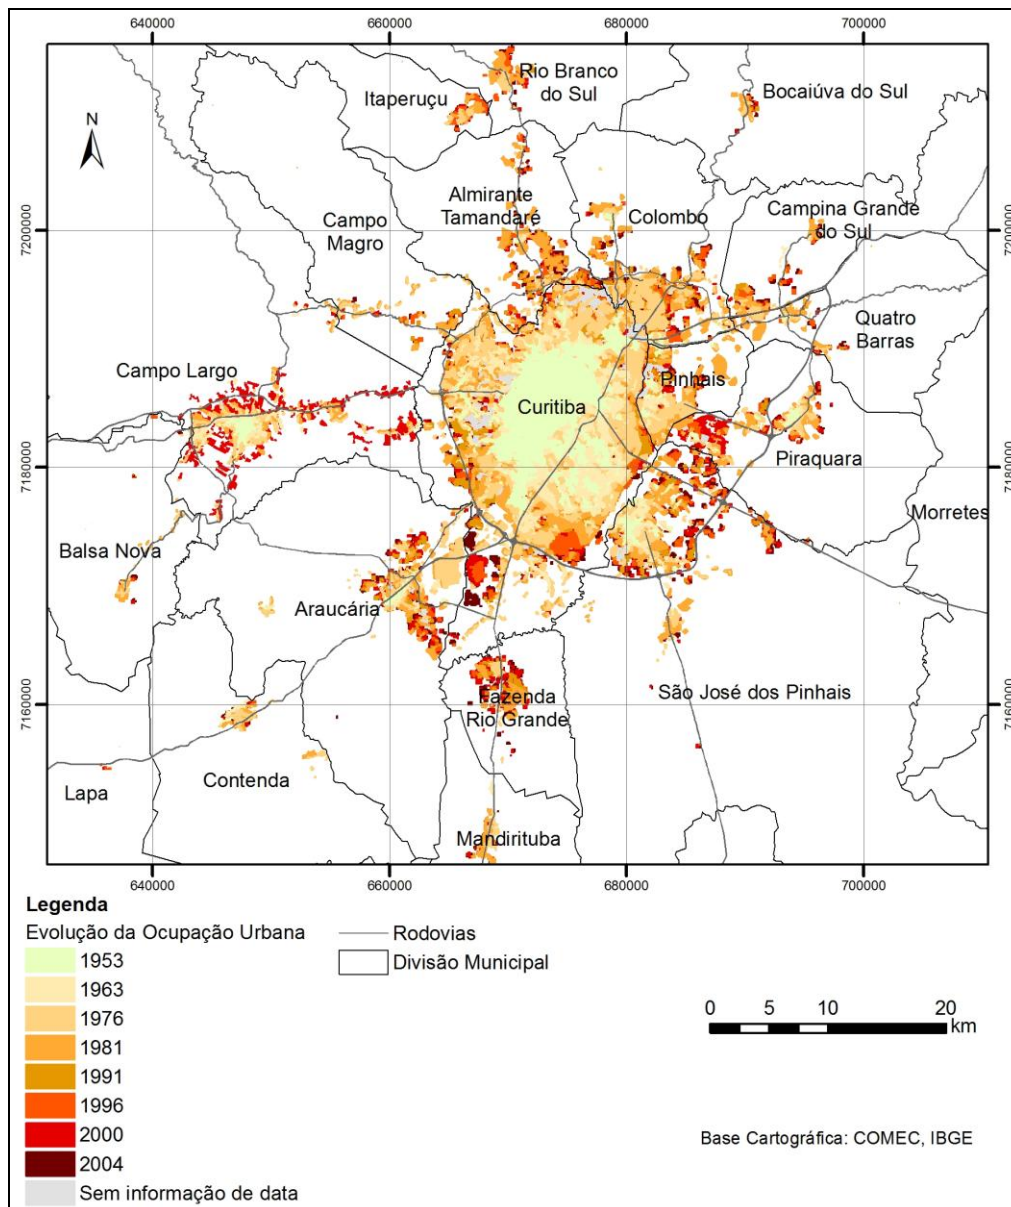 640000
660000
680000
700000
Rio Branco
do Sul
Itaperuçu
Bocaiúva do Sul
N
Almirante
Tamandaré
Colombo
Campina Grande
do Sul
Campo
Magro
7200000
7200000
Quatro
Barras
Campo Largo
Pinhais
Curitiba
Piraquara
7180000
7180000
Morretes
Balsa Nova
Araucária
São José dos Pinhais
Fazenda
Rio Grande
7160000
7160000
Contenda
Lapa
Mandirituba
640000
660000
680000
700000
Legenda
Evolução da Ocupação Urbana
Rodovias
1953
Divisão Municipal
1963
1976
0 5 10 20
km
1981
1991
1996
2000
Base Cartográfica: COMEC, IBGE
2004
Sem informação de data